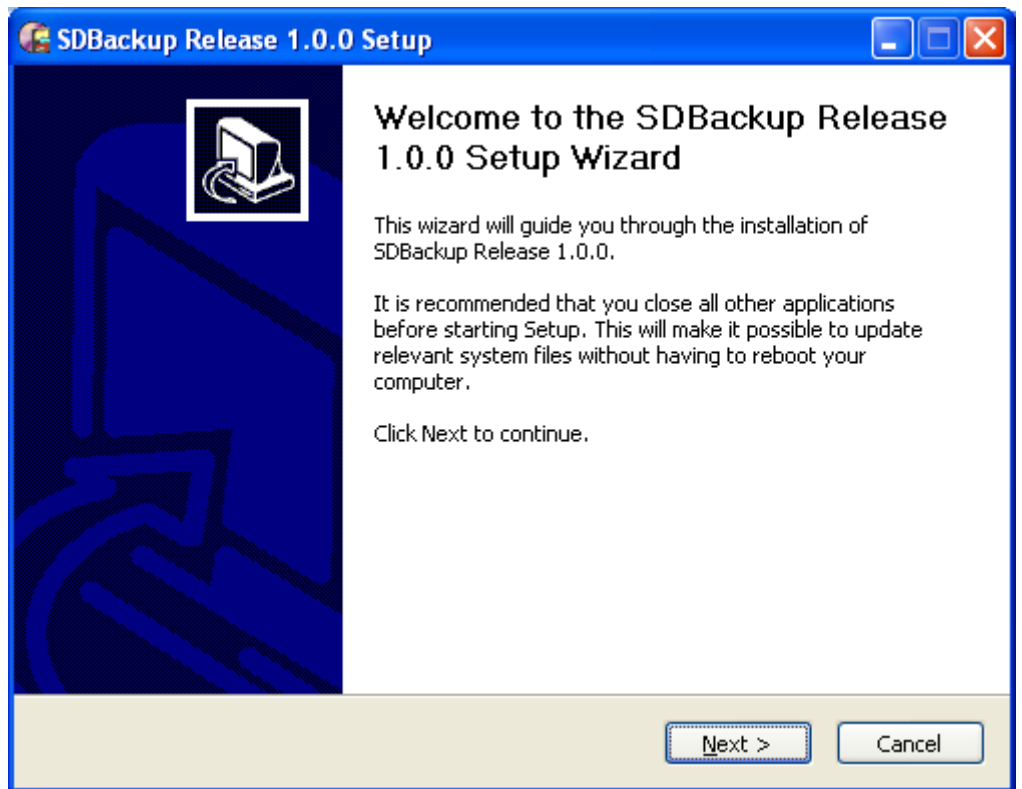 SDBackup Release 1.0.0 Setup
Welcome to the SDBackup Release
1.0.0 Setup Wizard
This wizard will guide you through the installation of
SDBackup Release 1.0.0.
It is recommended that you close all other applications
before starting Setup. This will make it possible to update
relevant system files without having to reboot your
computer.
Click Next to continue.
Next >
Cancel